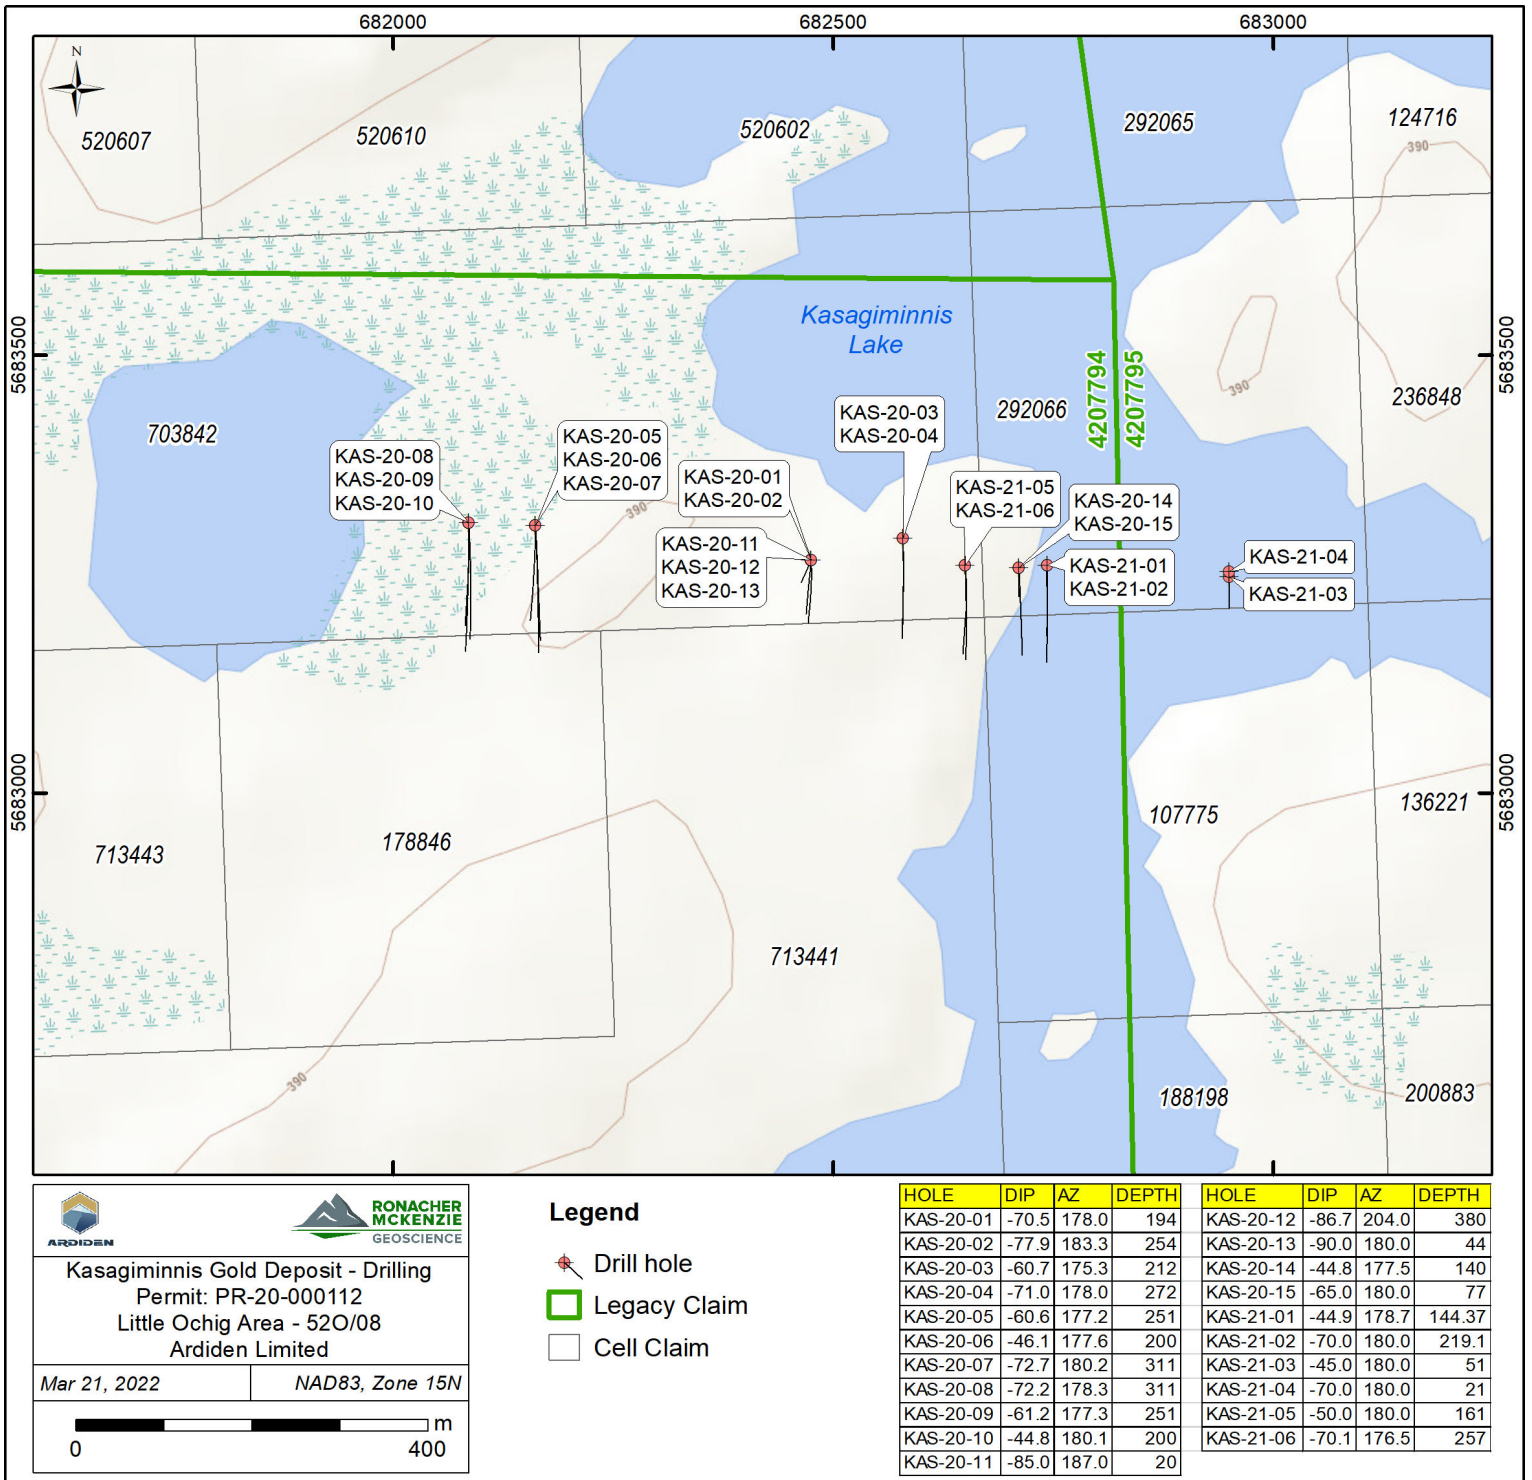 682000
682500
683000
N
520607
520610
520602
292065
124716
390
Kasagiminnis
Lake
5683500
5683500
4207794
4207795
390
236848
292066
703842
KAS-20-03
KAS-20-04
KAS-20-08
KAS-20-09
KAS-20-10
KAS-20-05
KAS-20-06
KAS-20-07
KAS-20-01
KAS-20-02
KAS-21-05
KAS-21-06
KAS-20-14
KAS-20-15
390
KAS-20-11
KAS-20-12
KAS-20-13
KAS-21-01
KAS-21-02
KAS-21-04
KAS-21-03
5683000
5683000
713443
178846
107775
136221
713441
390
188198
200883
ARDIDEN
RONACHER
MCKENZIE
GEOSCIENCE
Kasagiminnis Gold Deposit - Drilling
Permit: PR-20-000112
Little Ochig Area - 52O/08
Ardiden Limited
Mar 21, 2022 NAD83, Zone 15N
m
0 400
Legend
Drill hole
Legacy Claim
Cell Claim
HOLE DIP AZ DEPTH
KAS-20-01 -70.5 178.0 194
KAS-20-02 -77.9 183.3 254
KAS-20-03 -60.7 175.3 212
KAS-20-04 -71.0 178.0 272
KAS-20-05 -60.6 177.2 251
KAS-20-06 -46.1 177.6 200
KAS-20-07 -72.7 180.2 311
KAS-20-08 -72.2 178.3 311
KAS-20-09 -61.2 177.3 251
KAS-20-10 -44.8 180.1 200
KAS-20-11 -85.0 187.0 20
HOLE DIP AZ DEPTH
KAS-20-12 -86.7 204.0 380
KAS-20-13 -90.0 180.0 44
KAS-20-14 -44.8 177.5 140
KAS-20-15 -65.0 180.0 77
KAS-21-01 -44.9 178.7 144.37
KAS-21-02 -70.0 180.0 219.1
KAS-21-03 -45.0 180.0 51
KAS-21-04 -70.0 180.0 21
KAS-21-05 -50.0 180.0 161
KAS-21-06 -70.1 176.5 257